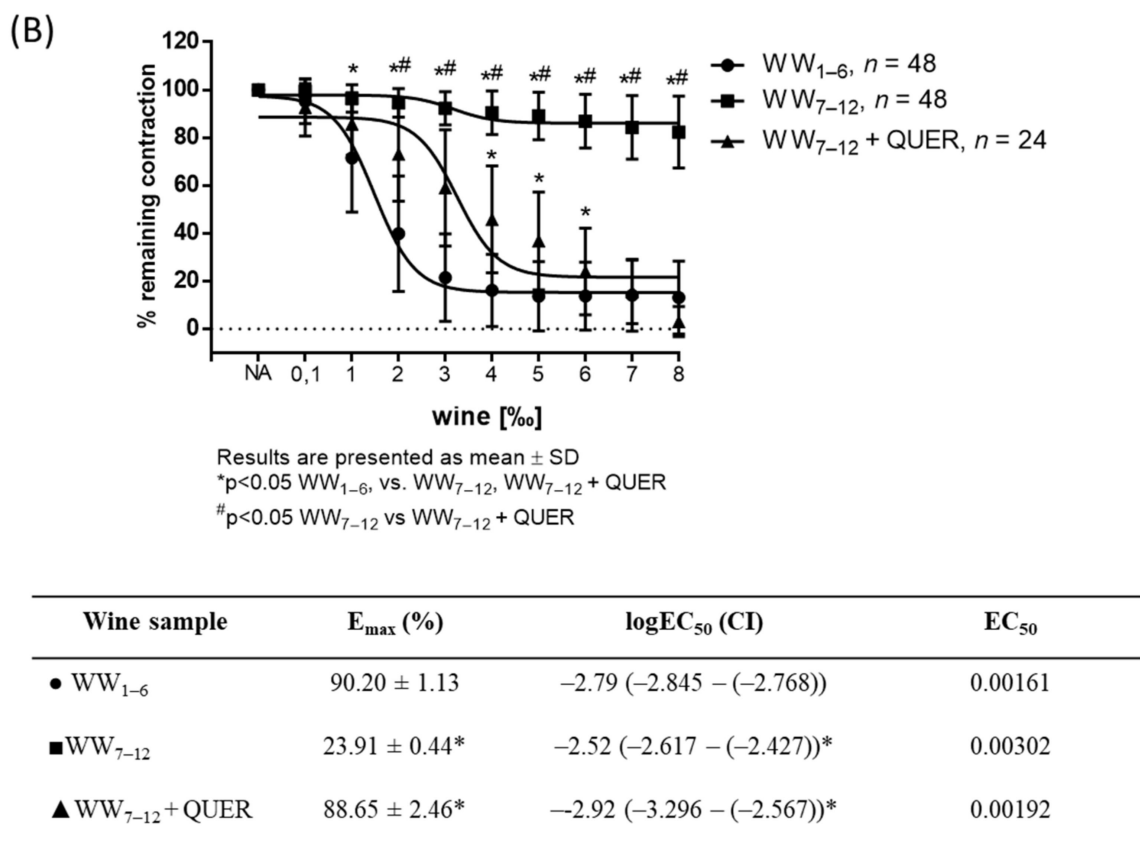 (B)
120
100
80
60
40
20
0
% remaining contraction
* *# *# *# *# *# *# *#
* * *
NA 0,1 1 2 3 4 5 6 7 8
wine [‰]
WW1–6, n = 48
WW7–12, n = 48
WW7–12 + QUER, n = 24
Results are presented as mean ± SD
*p<0.05 WW1–6, vs. WW7–12, WW7–12 + QUER
#p<0.05 WW7–12 vs WW7–12 + QUER
Wine sample Emax (%) logEC50 (CI) EC50
● WW1–6 90.20 ± 1.13 –2.79 (–2.845 – (–2.768)) 0.00161
■WW7–12 23.91 ± 0.44* –2.52 (–2.617 – (–2.427))* 0.00302
▲WW7–12 + QUER 88.65 ± 2.46* –-2.92 (–3.296 – (–2.567))* 0.00192